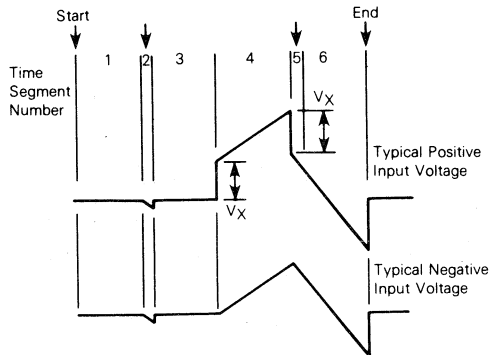 Start
End
Time
Segment
Number
1 2 3 4 5 6
VX
Typical Positive
Input Voltage
VX
Typical Negative
Input Voltage